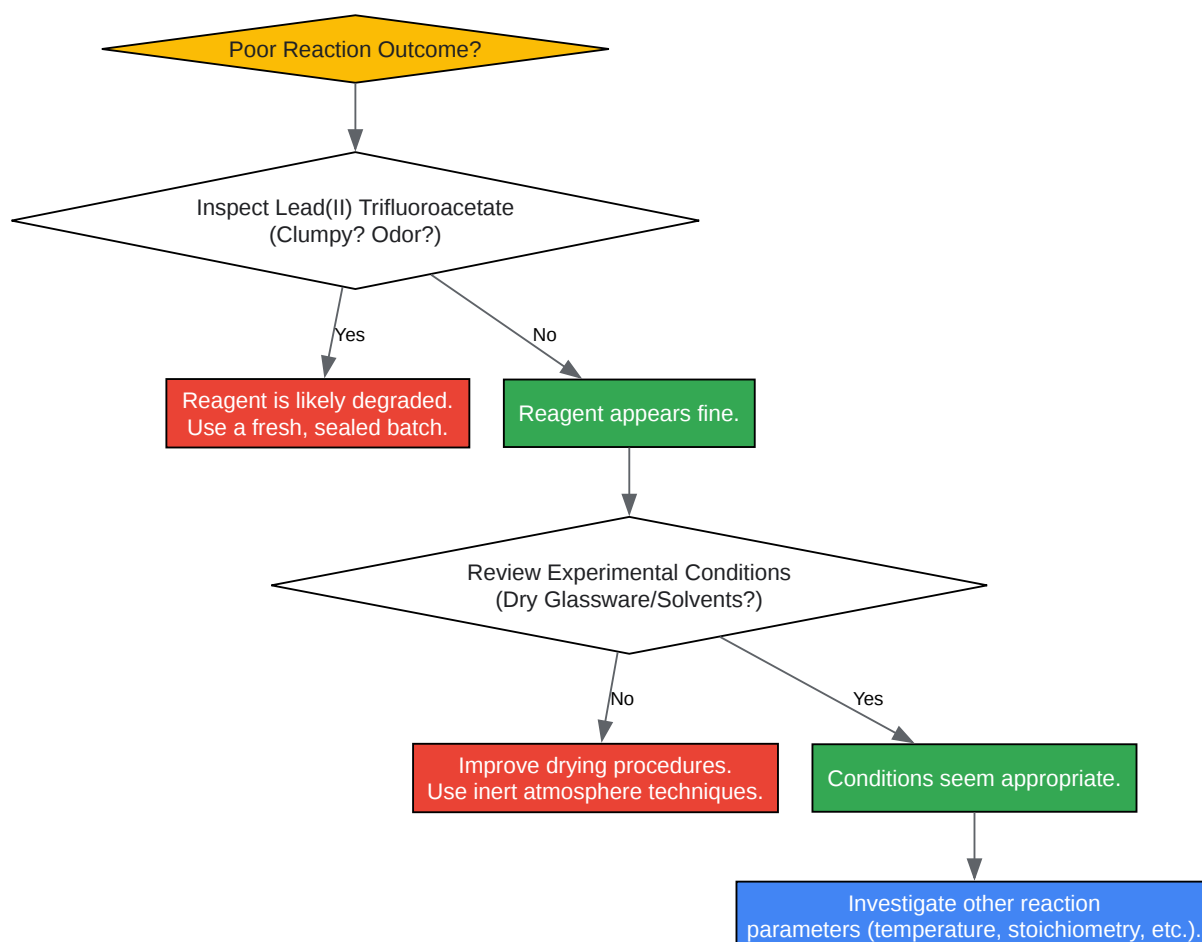 Poor Reaction Outcome?
Inspect Lead(II) Trifluoroacetate
(Clumpy? Odor?)
Yes
No
Reagent is likely degraded.
Use a fresh, sealed batch.
Reagent appears fine.
Review Experimental Conditions
(Dry Glassware/Solvents?)
No
Yes
Improve drying procedures.
Use inert atmosphere techniques.
Conditions seem appropriate.
Investigate other reaction
parameters (temperature, stoichiometry, etc.).